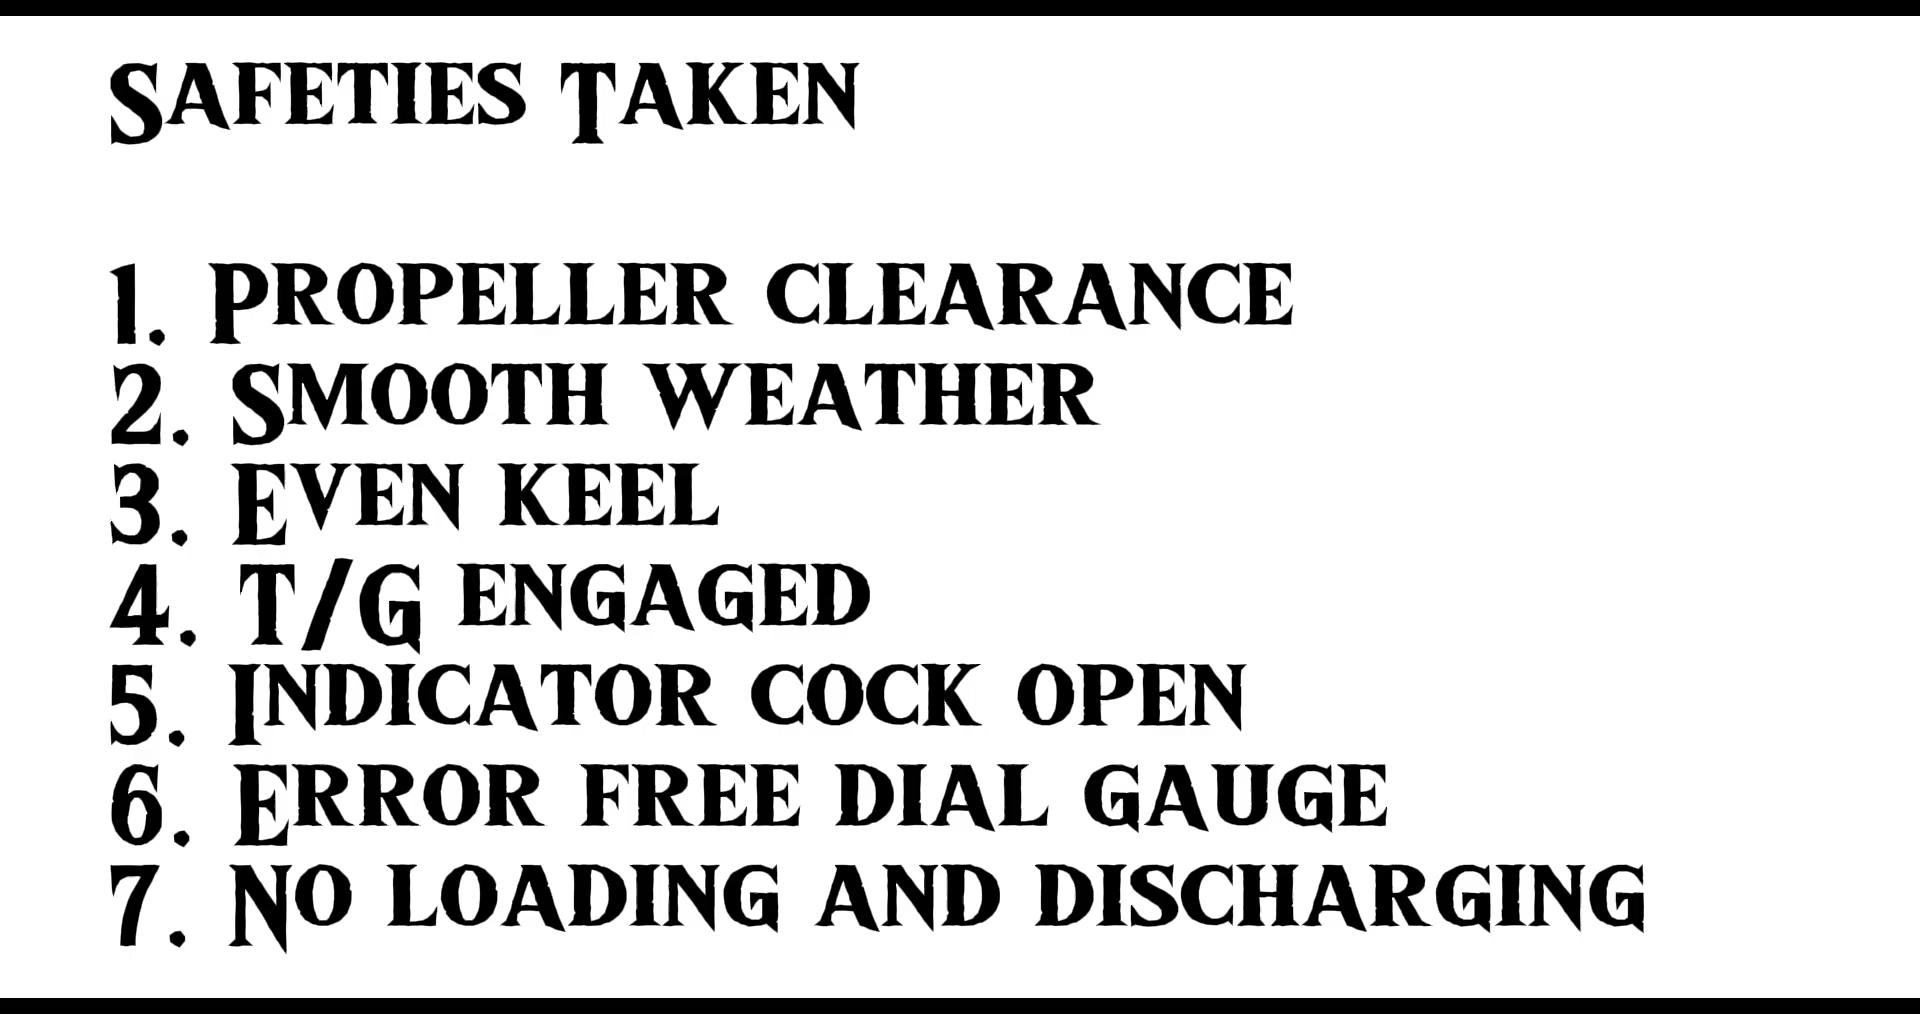 Safeties Taken
1. Propeller clearance
2. Smooth weather
3. Even keel
4. T/G engaged
5. Indicator cock open
6. Error free dial gauge
7. No loading and discharging